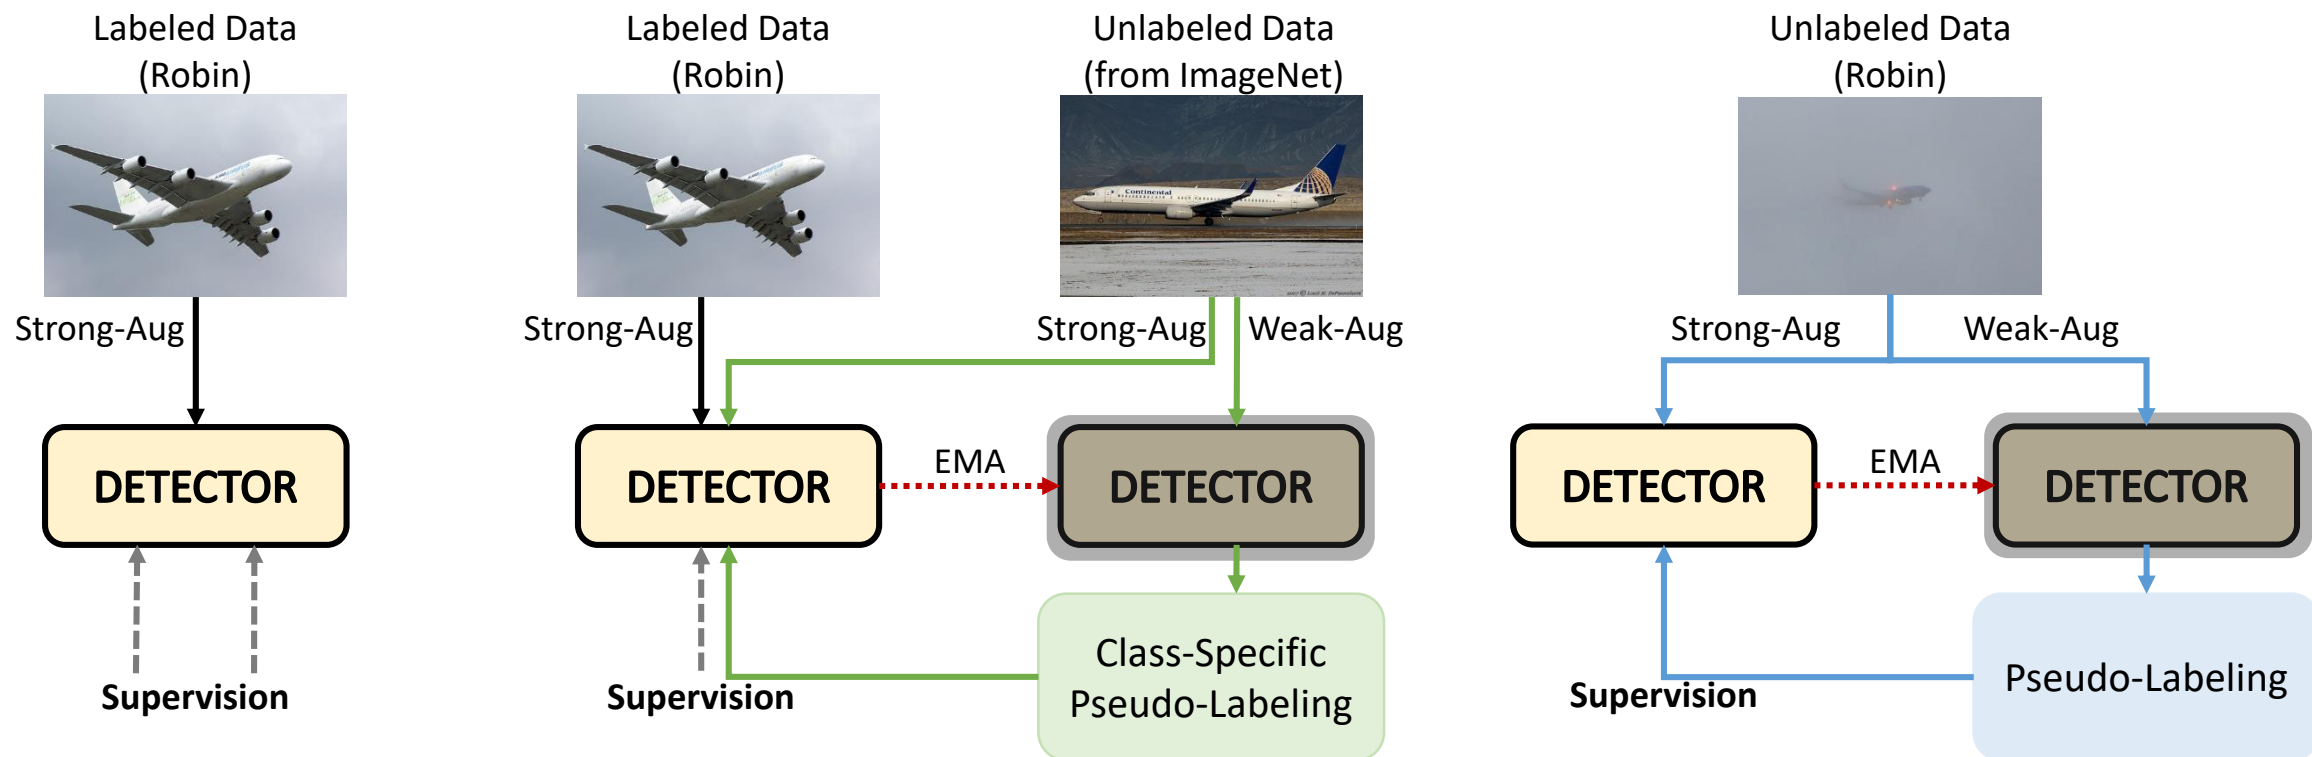 Labeled Data
(Robin)
Strong-Aug
DETECTOR
Supervision
Labeled Data
(Robin)
Unlabeled Data
(from ImageNet)
Continental
Strong-Aug
Strong-Aug
Weak-Aug
DETECTOR
EMA
DETECTOR
Class-Specific
Pseudo-Labeling
Supervision
Unlabeled Data
(Robin)
Strong-Aug
Weak-Aug
DETECTOR
EMA
DETECTOR
Pseudo-Labeling
Supervision